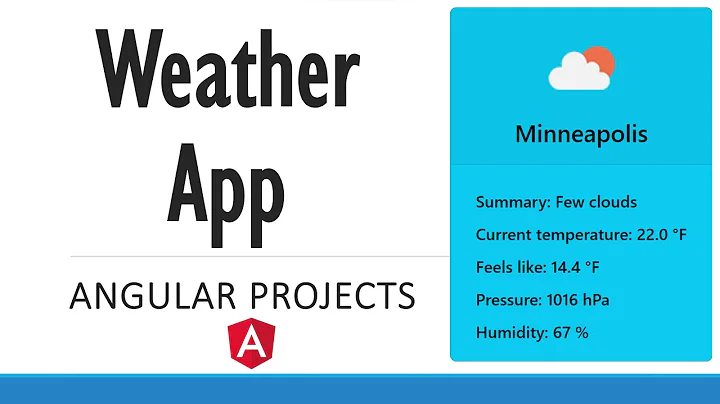 Weather
App
ANGULAR PROJECTS
A
Minneapolis
Summary: Few clouds
Current temperature: 22.0 °F
Feels like: 14.4 °F
Pressure: 1016 hPa
Humidity: 67 %